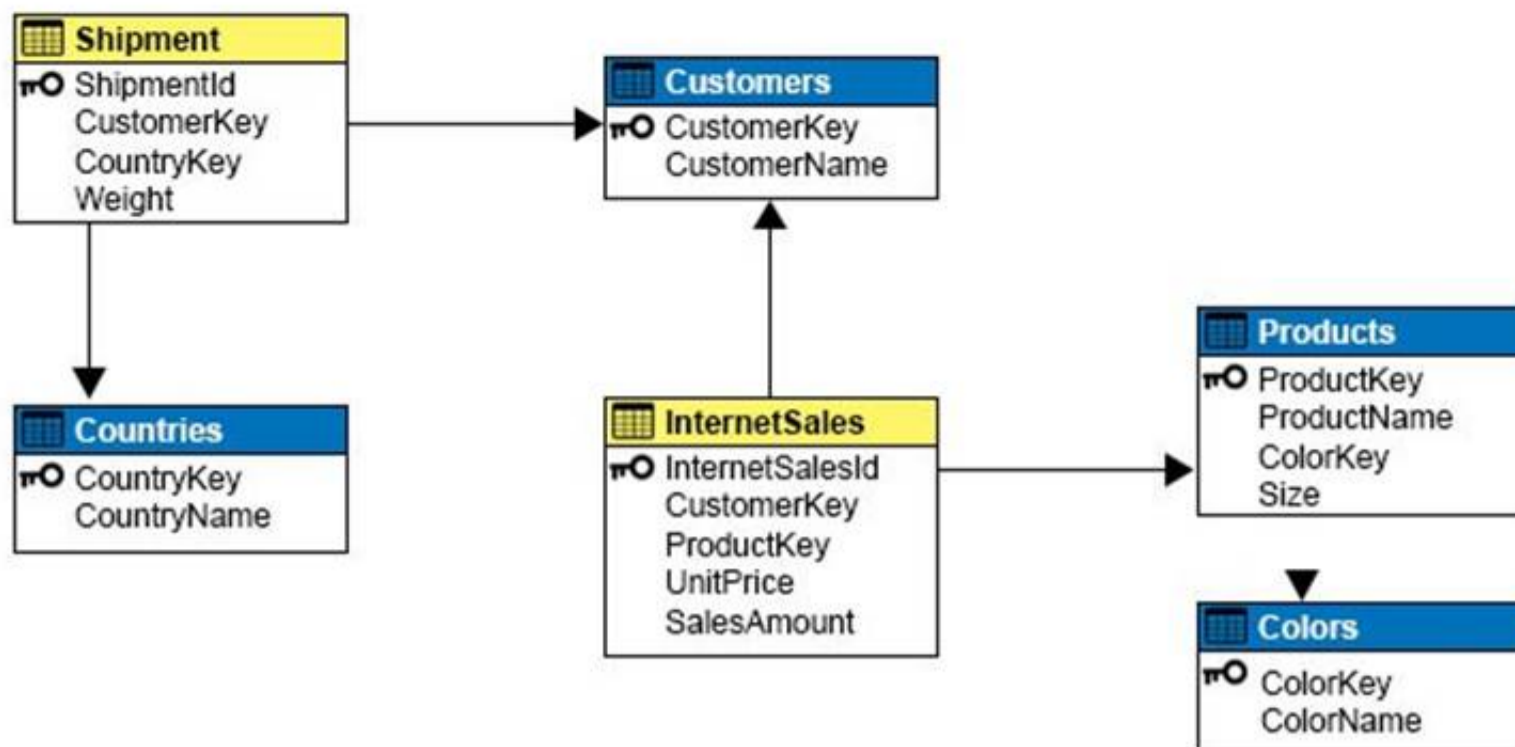 Shipment
ShipmentId
CustomerKey
CountryKey
Weight
Customers
CustomerKey
CustomerName
Countries
CountryKey
CountryName
InternetSales
InternetSalesId
CustomerKey
ProductKey
UnitPrice
SalesAmount
Products
ProductKey
ProductName
ColorKey
Size
Colors
ColorKey
ColorName